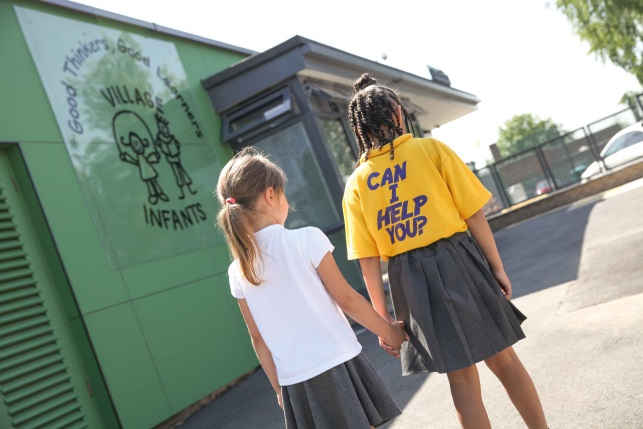 Good Thinkers, Good Learners
VILLAGE
INFANTS
CAN
I
HELP
YOU?